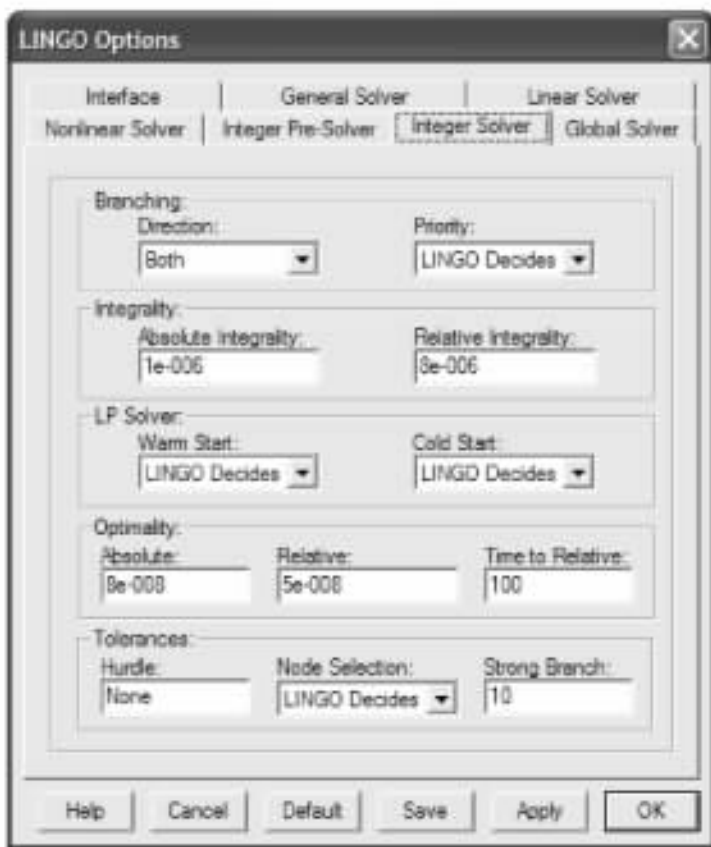 LINGO Options
Interface General Solver Linear Solver
Nonlinear Solver Integer Pre-Solver Integer Solver Global Solver
Branching:
Direction: Priority:
Both LINGO Decides
Integrality:
Absolute Integrality: Relative Integrality:
1e-006 8e-006
LP Solver:
Warm Start: Cold Start:
LINGO Decides LINGO Decides
Optimality:
Absolute: Relative: Time to Relative:
8e-008 5e-008 100
Tolerances:
Hurdle: Node Selection: Strong Branch:
None LINGO Decides 10
Help Cancel Default Save Apply OK